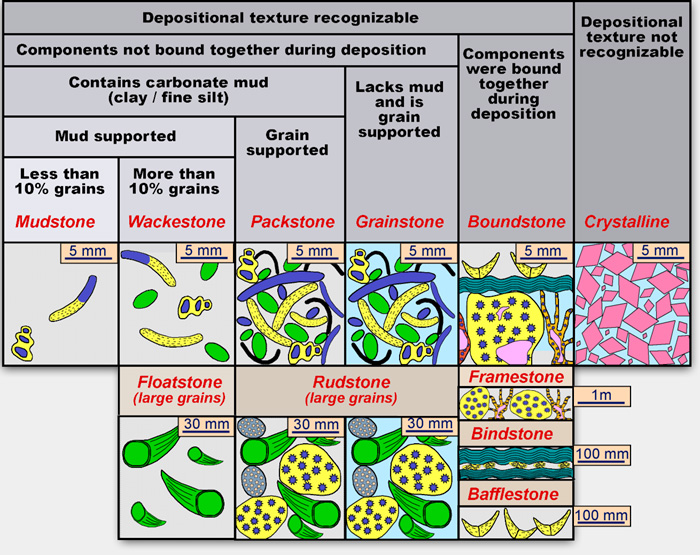 Depositional texture recognizable
Depositional
texture not
recognizable
Components not bound together during deposition
Components
were bound
together
during
deposition
Contains carbonate mud
(clay / fine silt)
Lacks mud
and is
grain
supported
Mud supported
Grain
supported
Less than
10% grains
More than
10% grains
Mudstone
Wackestone
Packstone
Grainstone
Boundstone
Crystalline
5 mm
5 mm
5 mm
5 mm
5 mm
5 mm
Floatstone
(large grains)
Rudstone
(large grains)
Framestone
1m
30 mm
30 mm
30 mm
Bindstone
100 mm
Bafflestone
100 mm